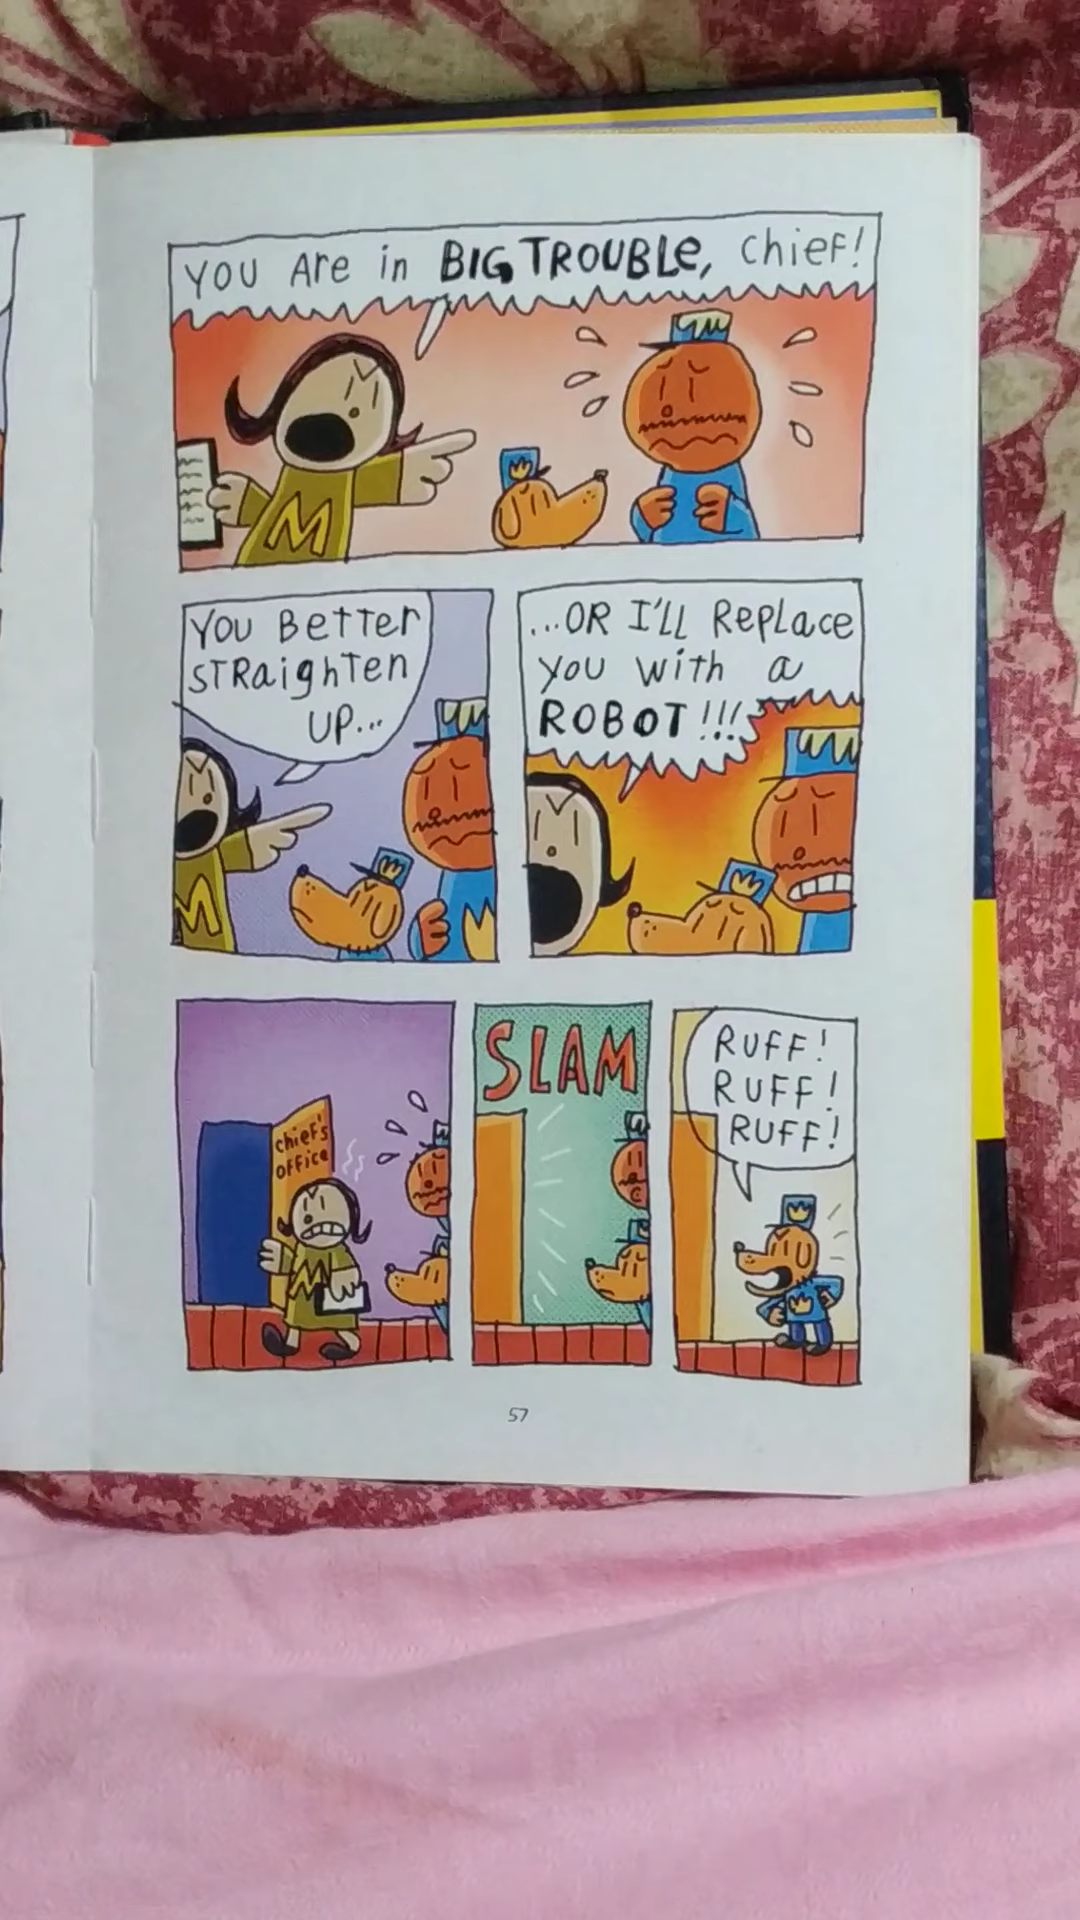 YOU Are in BIG TROUBLe, chief!
M
YOU BeTTer
STRaighTen
UP...
...OR I'LL RePLace
you with a
ROBOT!!!
M
chief's
office
M
SLAM
RUFF!
RUFF!
RUFF!
57